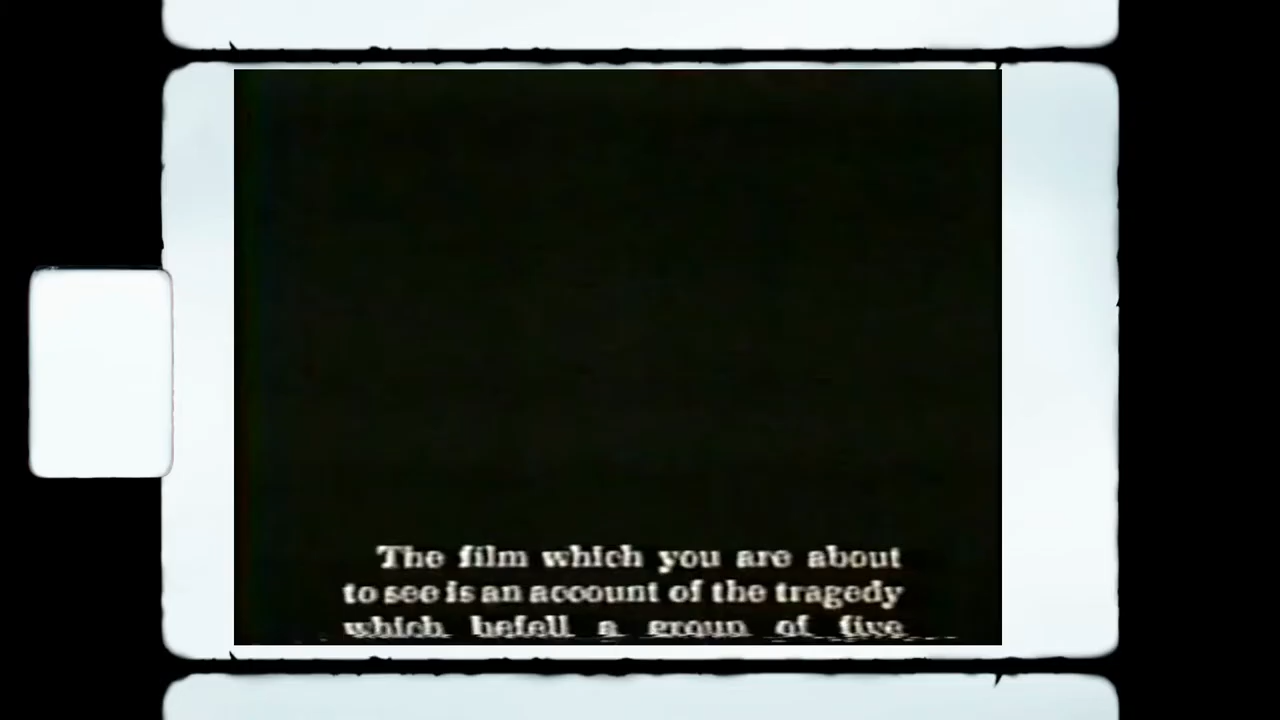 The film which you are about
to see is an account of the tragedy
which befell a group of five